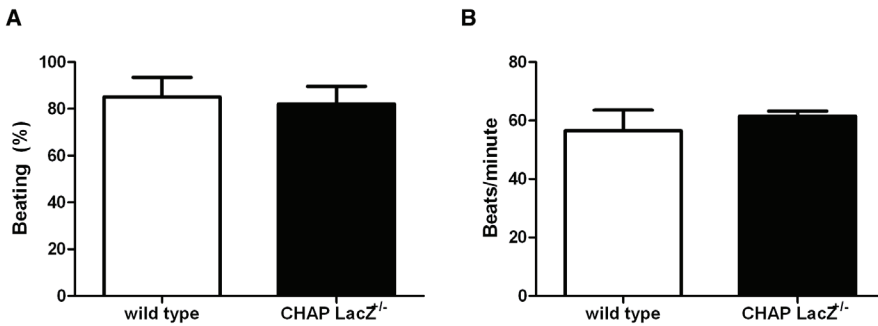 A
Beating (%)
100
80
60
40
20
0
wild type
CHAP LacZ+/-
B
Beats/minute
80
60
40
20
0
wild type
CHAP LacZ+/-